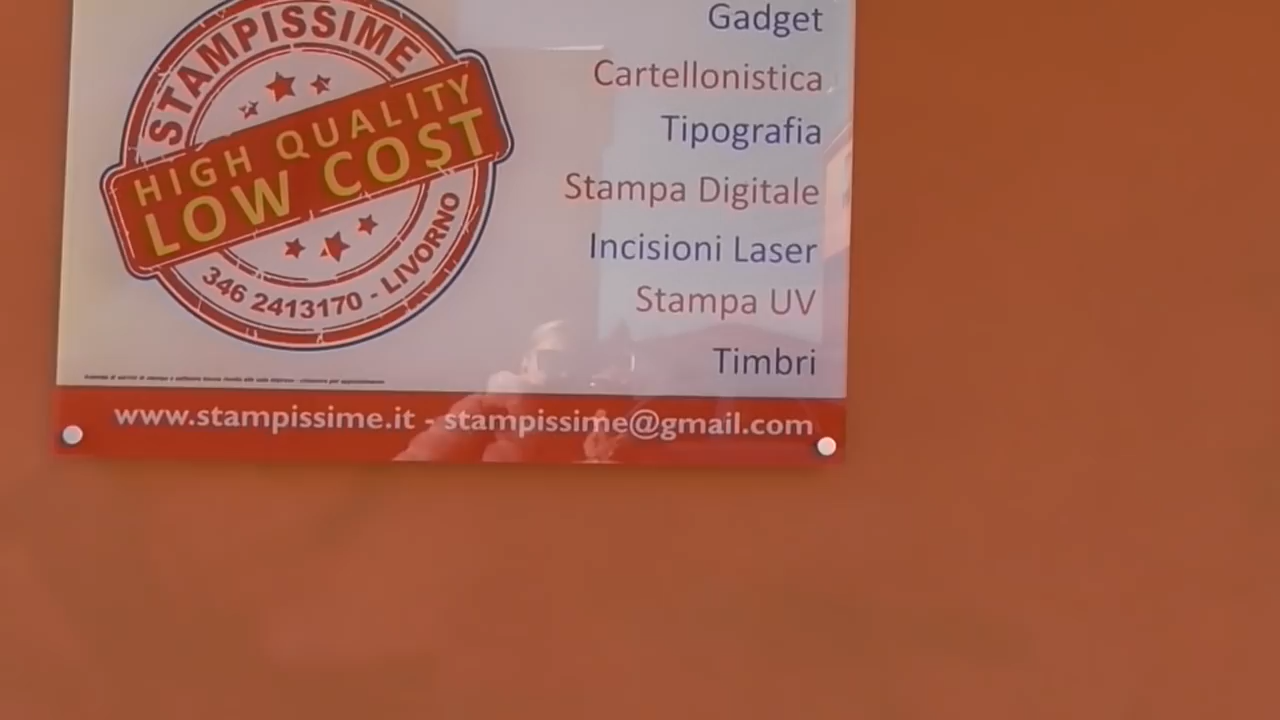 STAMPISSIME
HIGH QUALITY
LOW COST
346 2413170 - LIVORNO
Gadget
Cartellonistica
Tipografia
Stampa Digitale
Incisioni Laser
Stampa UV
Timbri
www.stampissime.it - stampissime@gmail.com